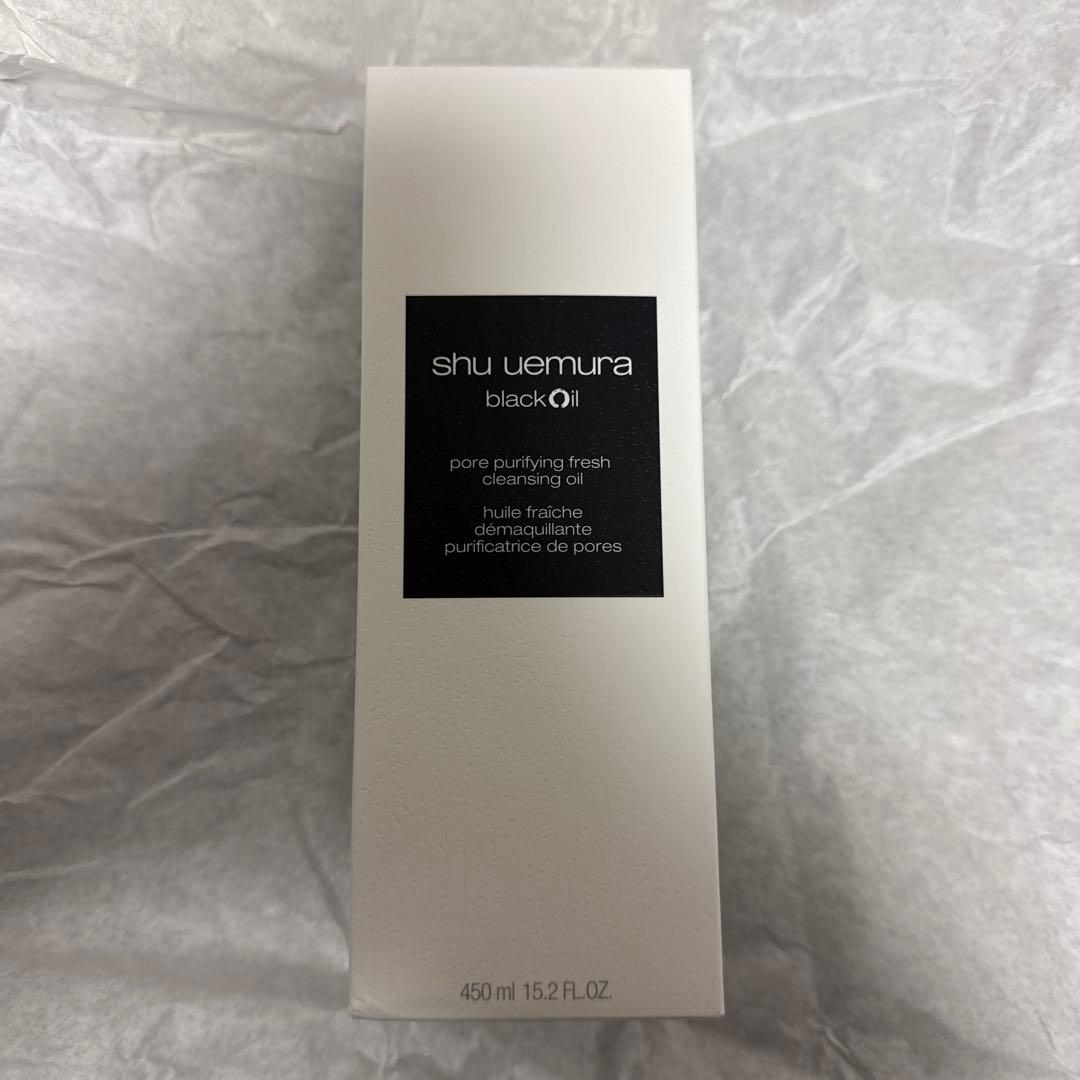 shu uemura
blackOil
pore purifying fresh
cleansing oil
huile fraîche
démaquillante
purificatrice de pores
450 ml 15.2 FL.OZ.